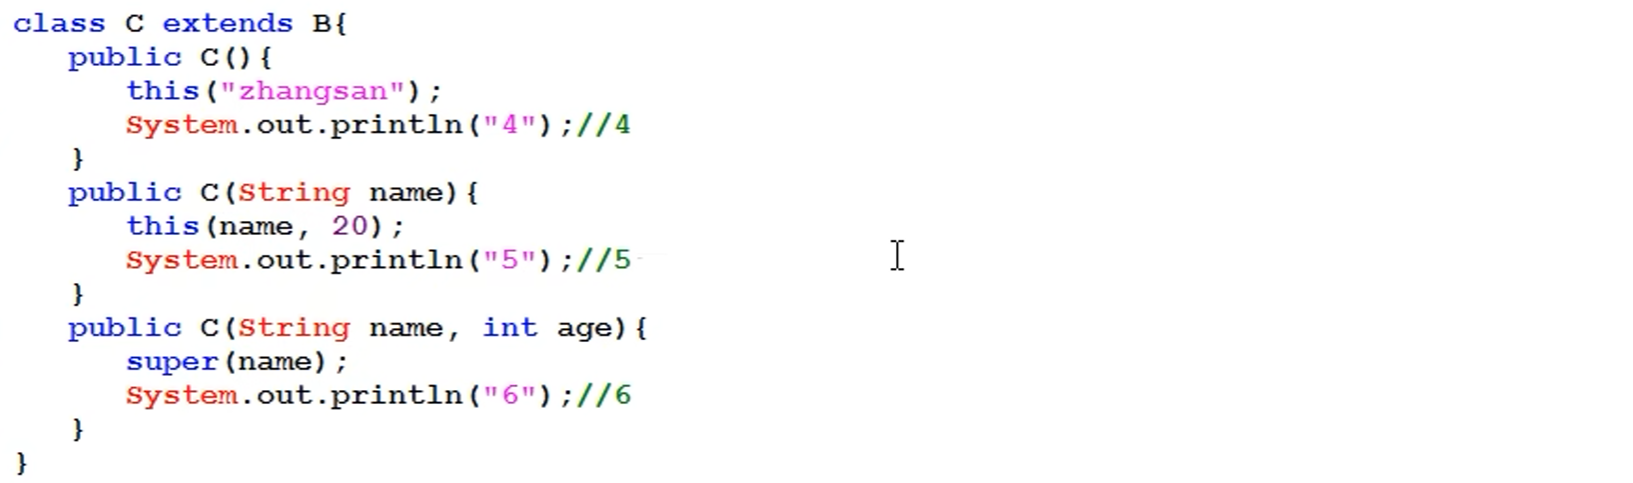 class C extends B{
public C(){
this("zhangsan");
System.out.println("4");//4
}
public C(String name){
this(name, 20);
System.out.println("5");//5
}
public C(String name, int age){
super(name);
System.out.println("6");//6
}
}